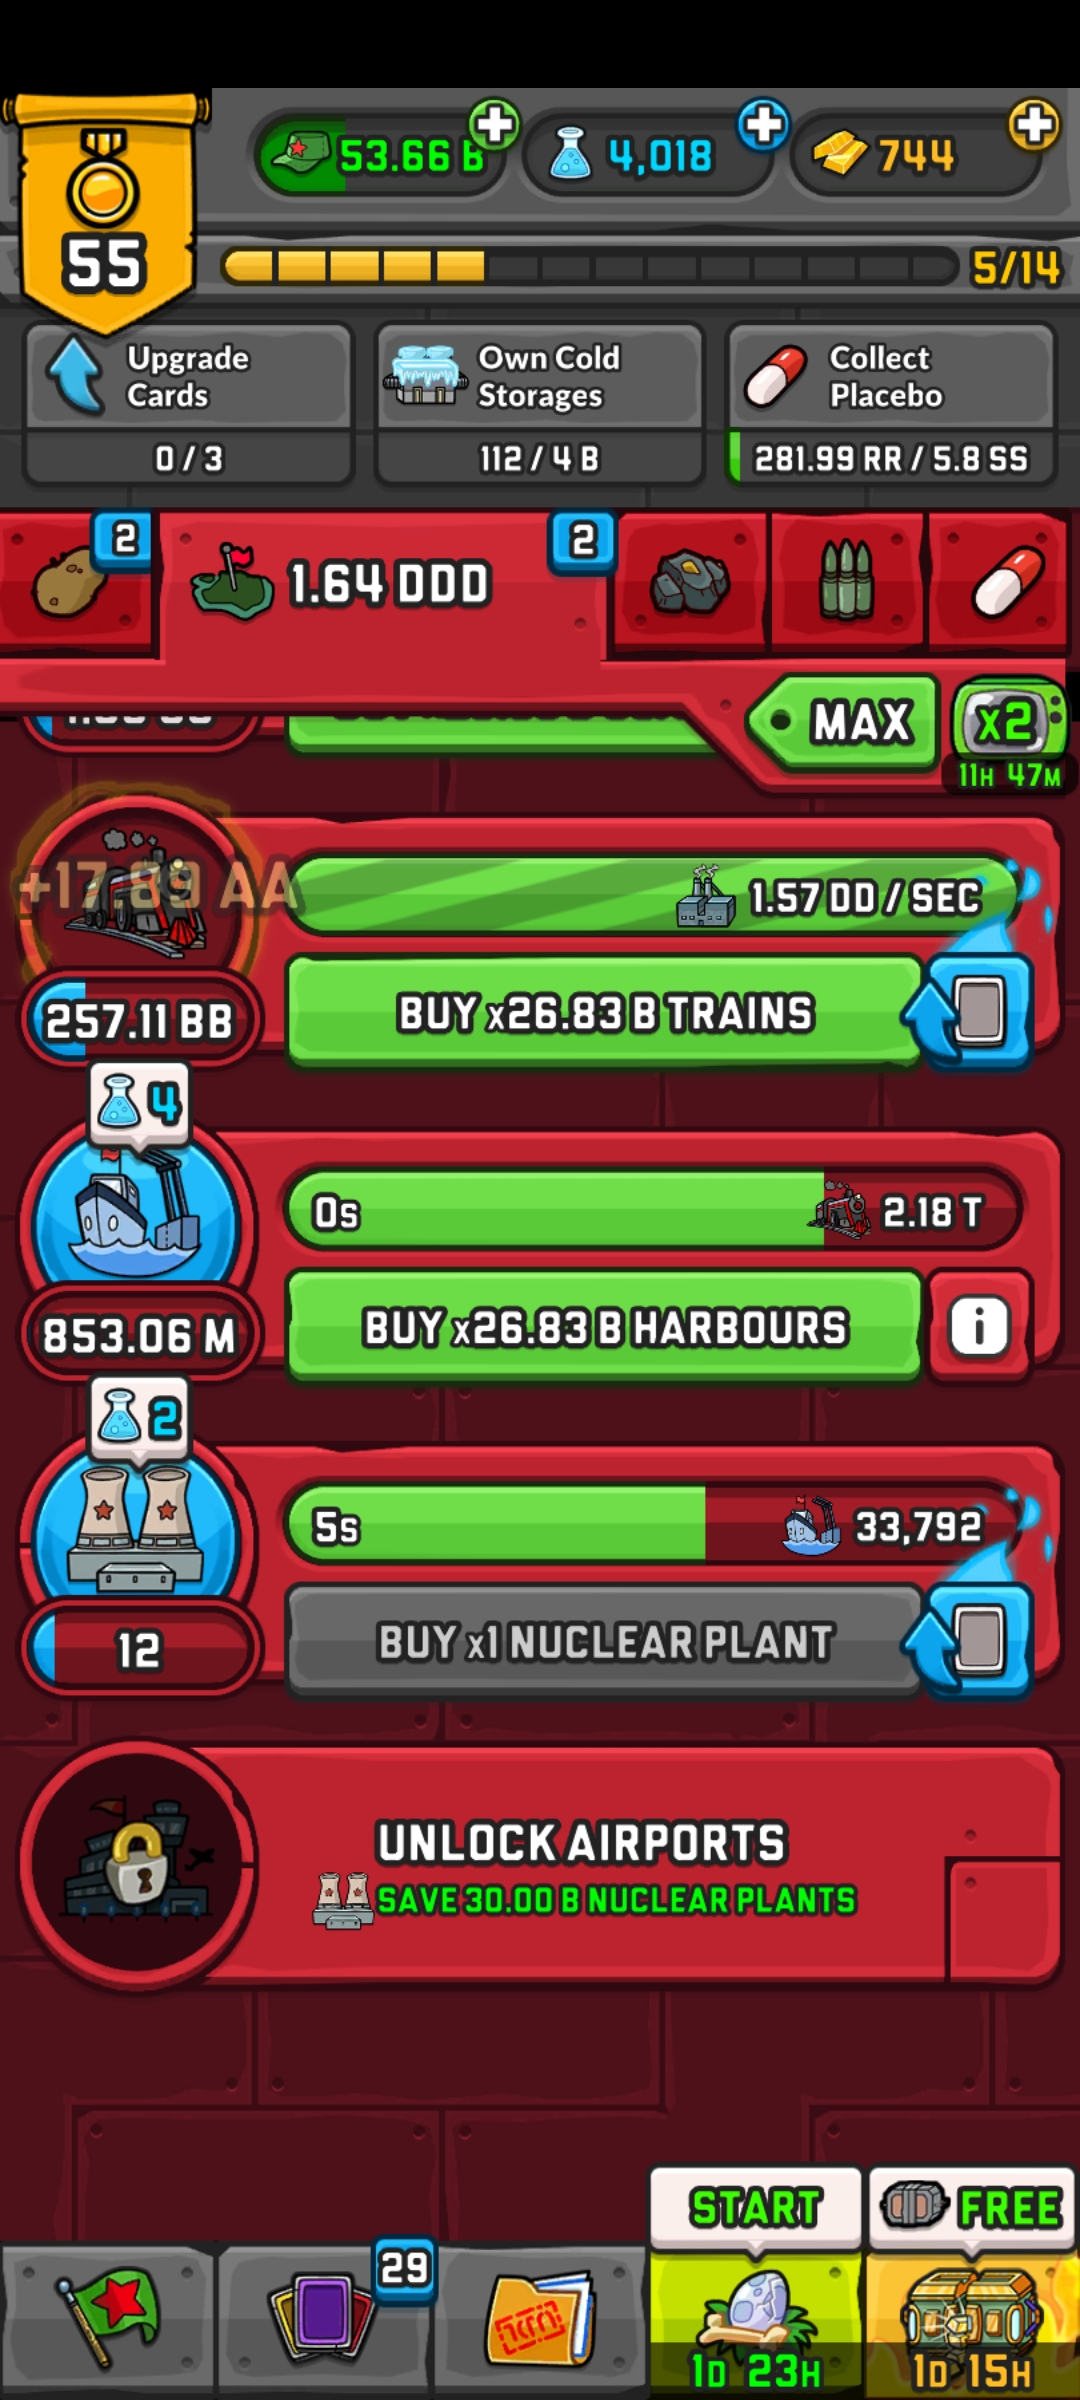 53.66 B
4,018
744
55
5/14
Upgrade
Cards
0 / 3
Own Cold
Storages
112 / 4 B
Collect
Placebo
281.99 RR / 5.8 SS
2
1.64 DDD
2
MAX
x2
11H 47M
+17.89 AA
1.57 DD / SEC
257.11 BB
BUY x26.83 B TRAINS
4
0s
2.18 T
853.06 M
BUY x26.83 B HARBOURS
i
2
5s
33,792
12
BUY x1 NUCLEAR PLANT
UNLOCK AIRPORTS
SAVE 30.00 B NUCLEAR PLANTS
START
FREE
29
1D 23H
1D 15H